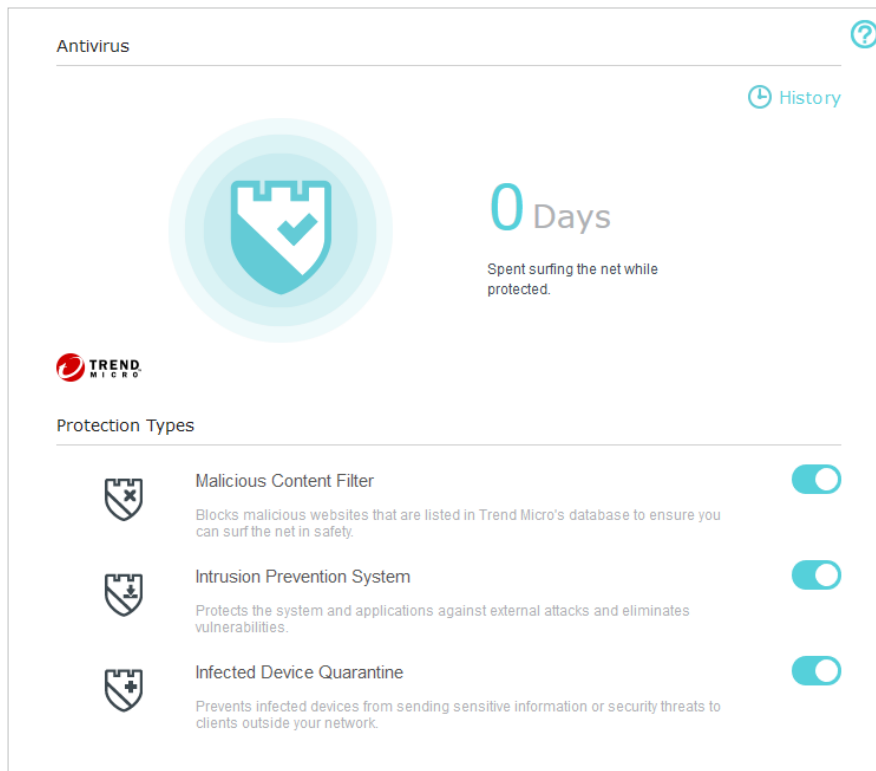 Antivirus
?
History
0 Days
Spent surfing the net while
protected.
TREND
MICRO
Protection Types
Malicious Content Filter
Blocks malicious websites that are listed in Trend Micro's database to ensure you
can surf the net in safety.
Intrusion Prevention System
Protects the system and applications against external attacks and eliminates
vulnerabilities.
Infected Device Quarantine
Prevents infected devices from sending sensitive information or security threats to
clients outside your network.